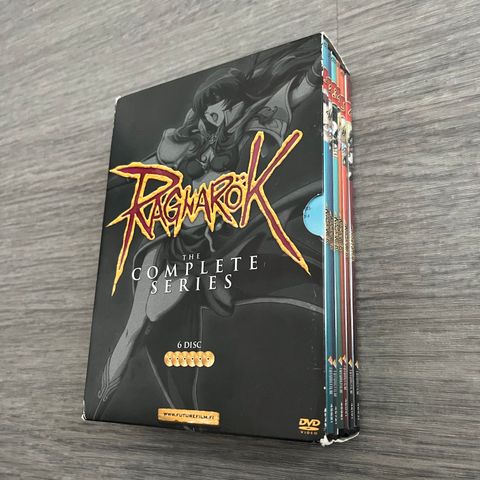 RAGNARÖK
THE
COMPLETE
SERIES
6 DISC
WWW.FUTUREFILM.FI
DVD
VIDEO